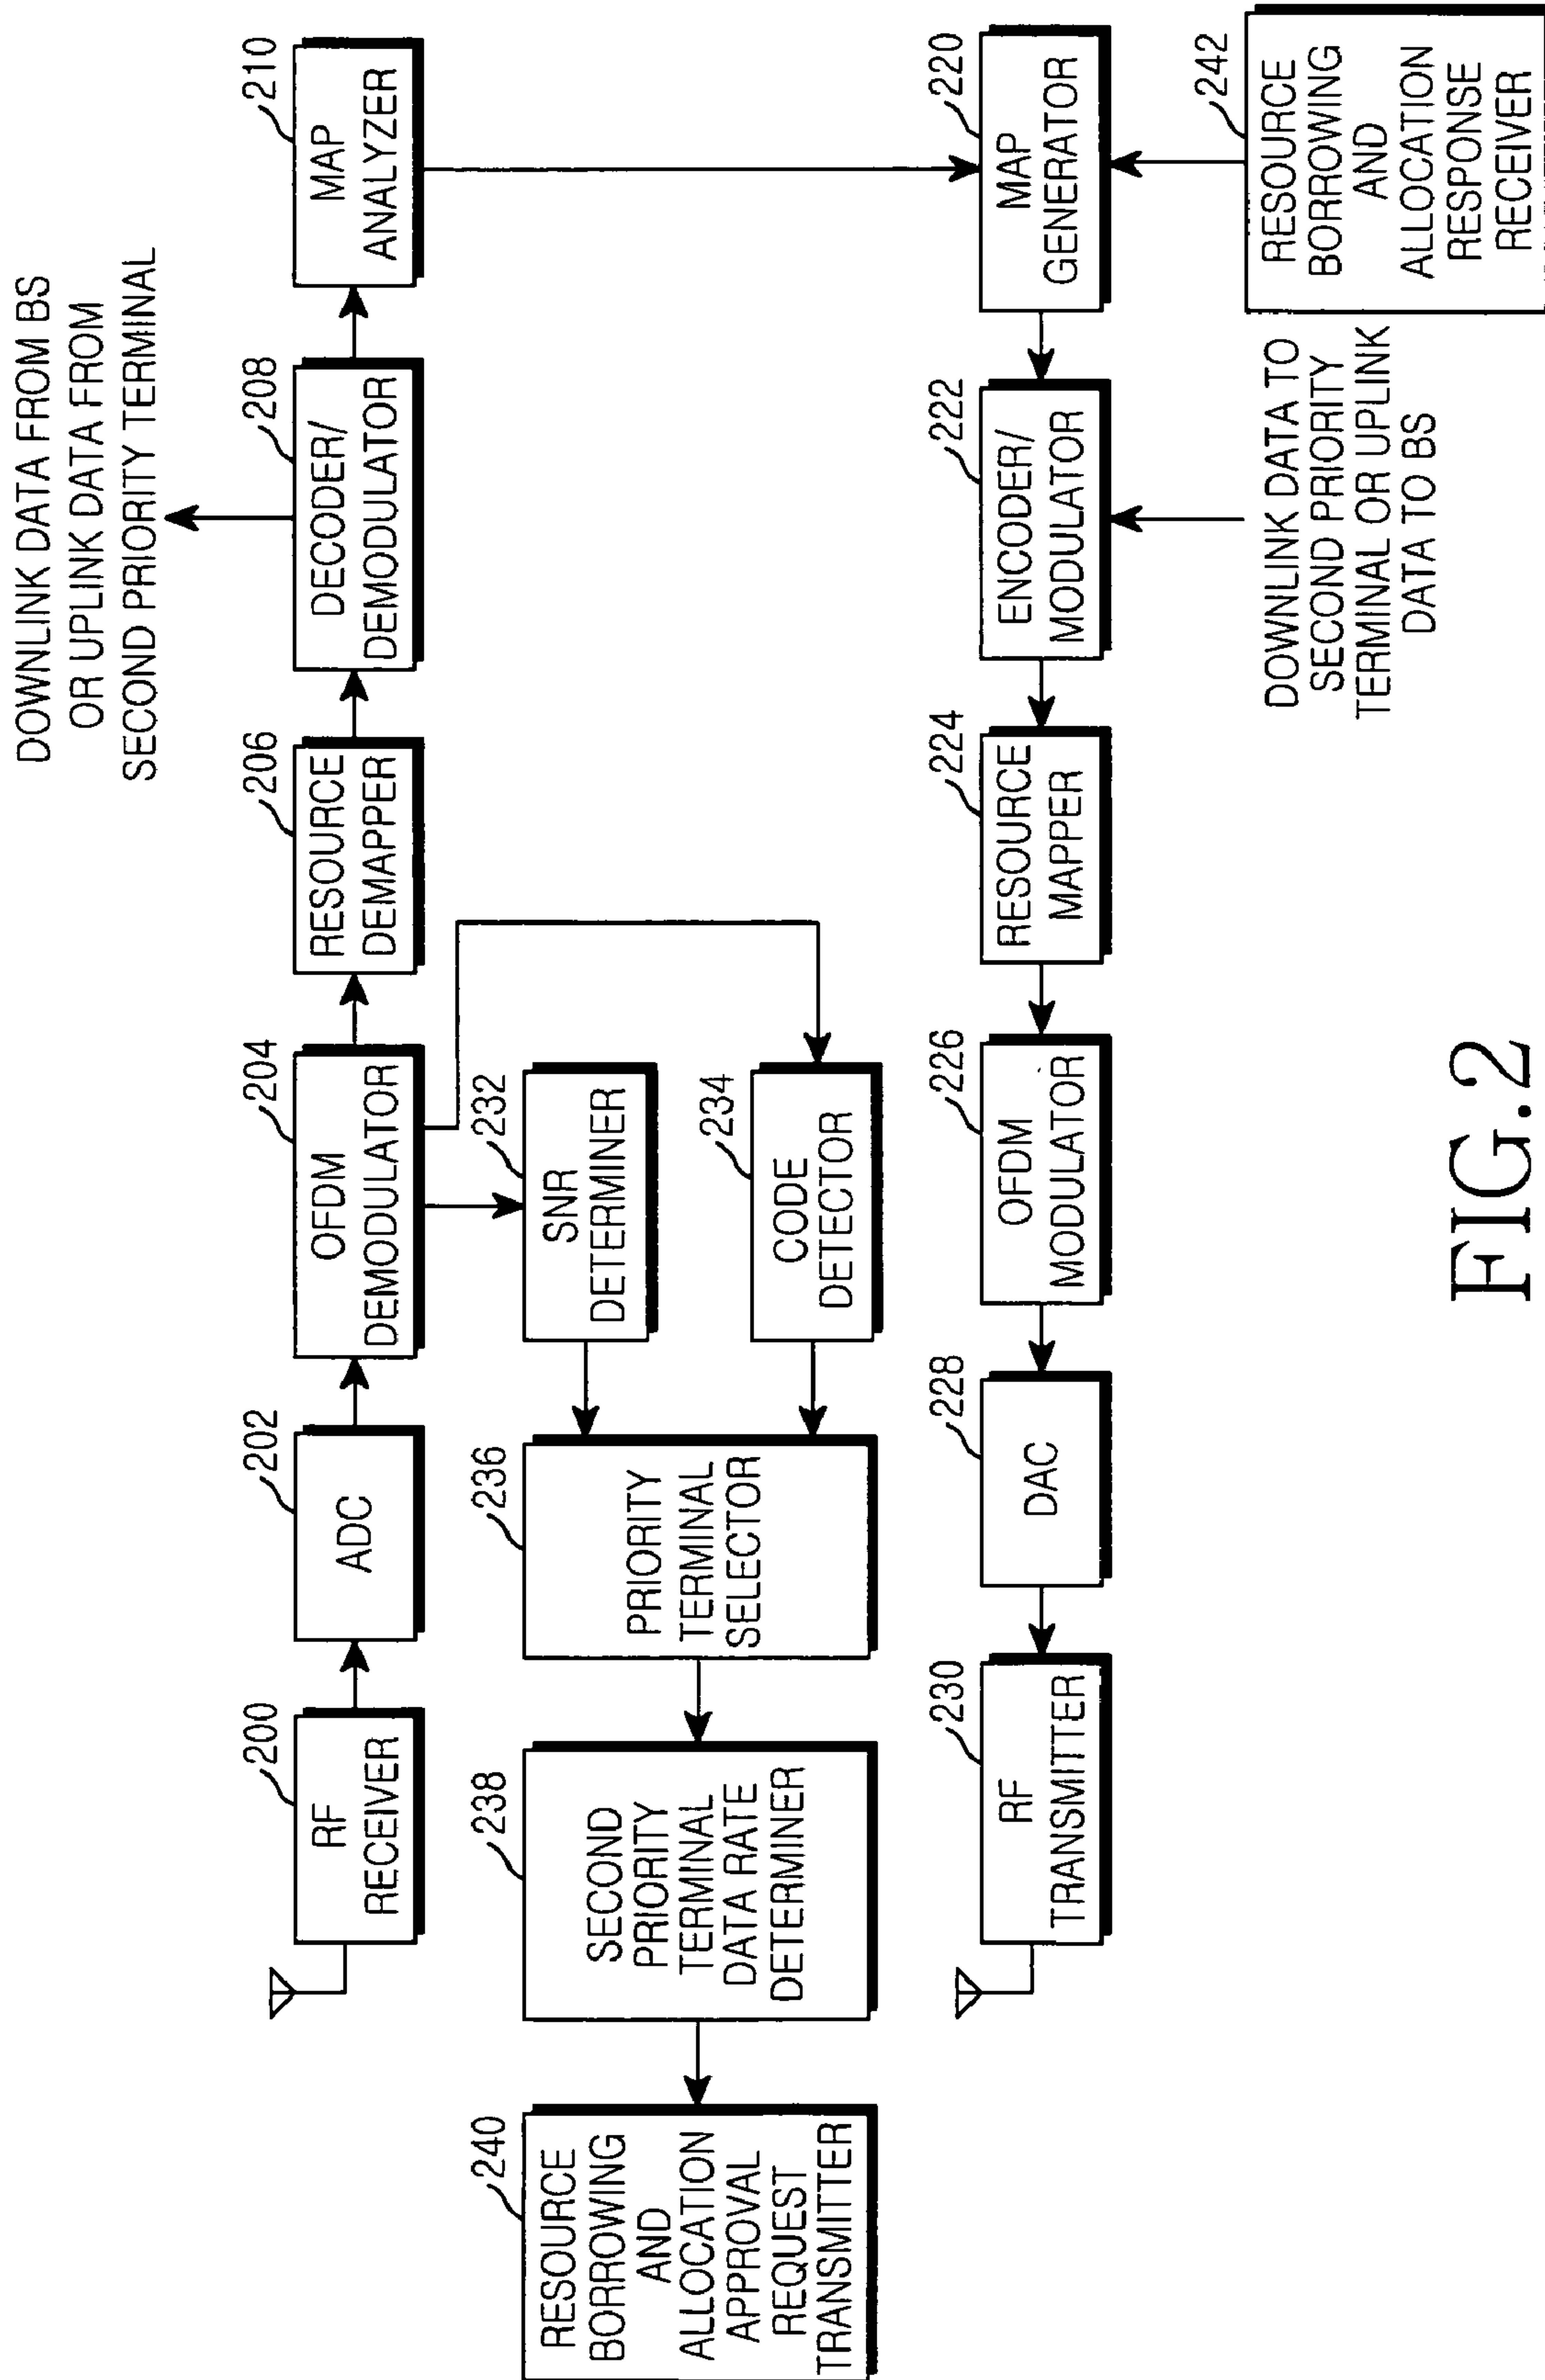 DOWNLINK DATA FROM BS
OR UPLINK DATA FROM
SECOND PRIORITY TERMINAL
200
RF
RECEIVER
202
ADC
204
OFDM
DEMODULATOR
206
RESOURCE
DEMAPPER
208
DECODER/
DEMODULATOR
210
MAP
ANALYZER
240
RESOURCE
BORROWING
AND
ALLOCATION
APPROVAL
REQUEST
TRANSMITTER
238
SECOND
PRIORITY
TERMINAL
DATA RATE
DETERMINER
236
PRIORITY
TERMINAL
SELECTOR
232
SNR
DETERMINER
234
CODE
DETECTOR
230
RF
TRANSMITTER
228
DAC
226
OFDM
MODULATOR
224
RESOURCE
MAPPER
222
ENCODER/
MODULATOR
220
MAP
GENERATOR
DOWNLINK DATA TO
SECOND PRIORITY
TERMINAL OR UPLINK
DATA TO BS
242
RESOURCE
BORROWING
AND
ALLOCATION
RESPONSE
RECEIVER
FIG.2